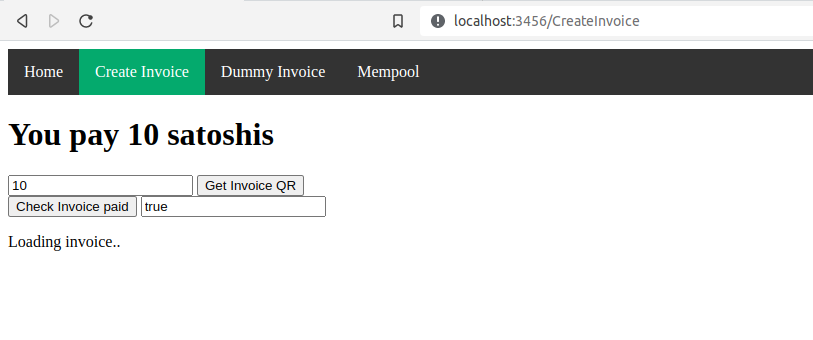 localhost:3456/CreateInvoice
Home Create Invoice Dummy Invoice Mempool
You pay 10 satoshis
10 Get Invoice QR
Check Invoice paid true
Loading invoice..